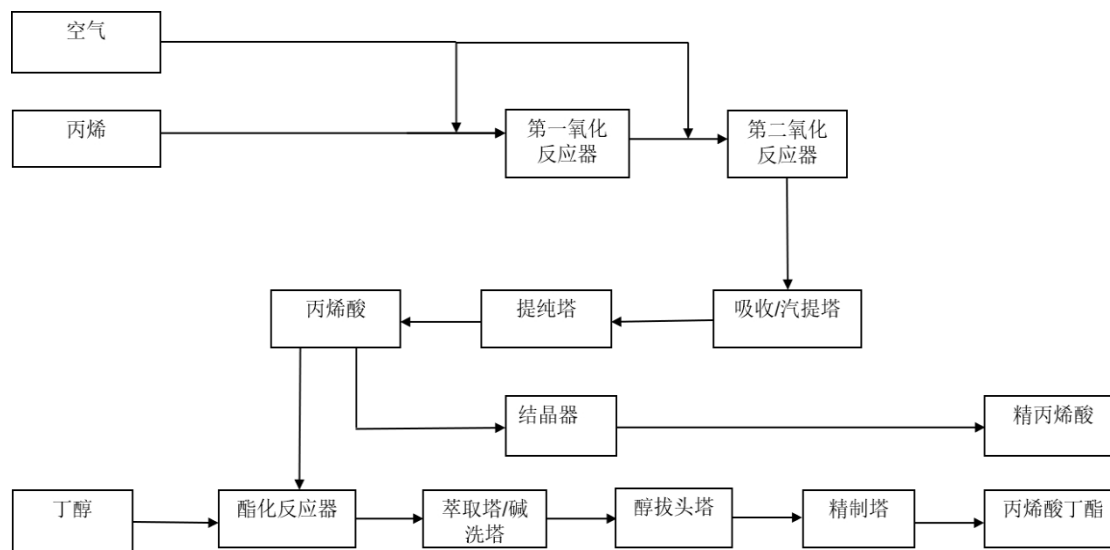 空气
丙烯
第一氧化
反应器
第二氧化
反应器
丙烯酸
提纯塔
吸收/汽提塔
结晶器
精丙烯酸
丁醇
酯化反应器
萃取塔/碱
洗塔
醇拔头塔
精制塔
丙烯酸丁酯